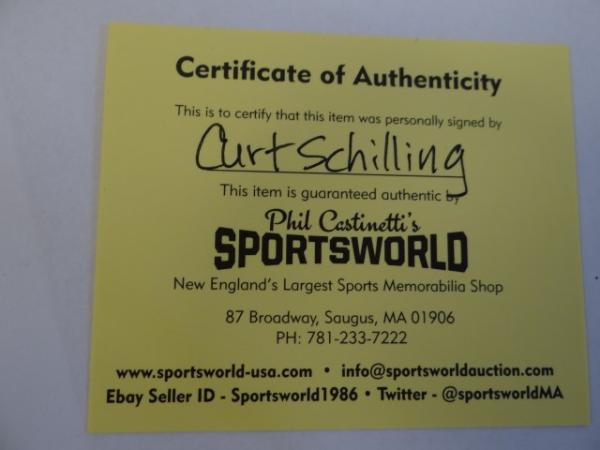 Certificate of Authenticity
This is to certify that this item was personally signed by
Curt Schilling
This item is guaranteed authentic by
Phil Castinetti's
SPORTSWORLD
New England's Largest Sports Memorabilia Shop
87 Broadway, Saugus, MA 01906
PH: 781-233-7222
www.sportsworld-usa.com • info@sportsworldauction.com
Ebay Seller ID - Sportsworld1986 • Twitter - @sportsworldMA